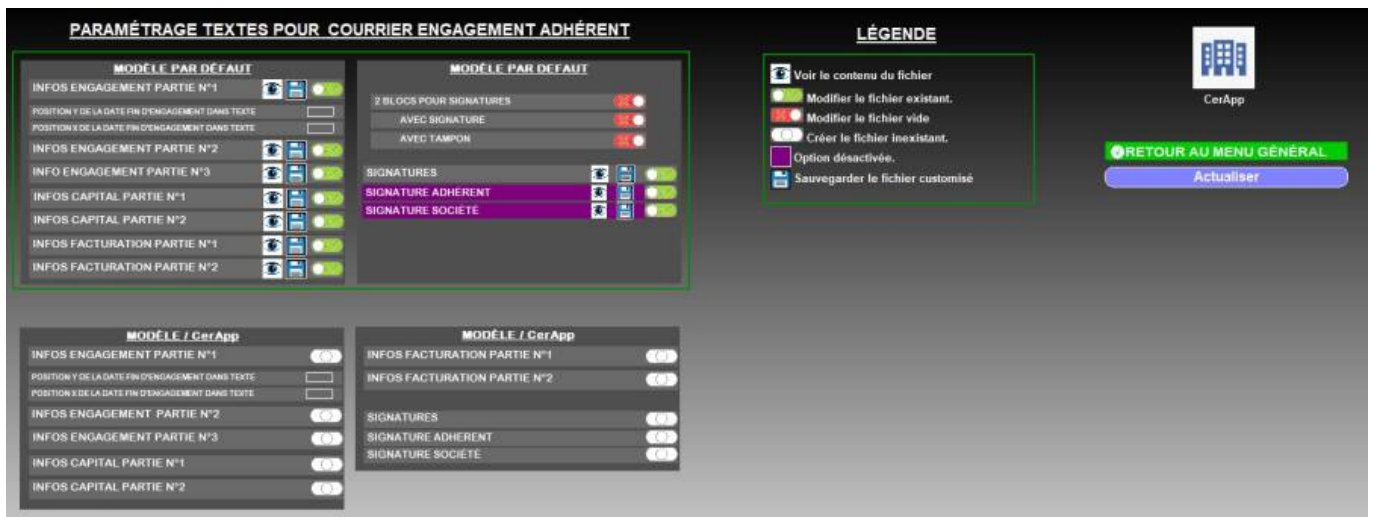 PARAMÉTRAGE TEXTES POUR COURRIER ENGAGEMENT ADHÉRENT
MODÈLE PAR DÉFAUT
INFOS ENGAGEMENT PARTIE N°1
POSITION Y DE LA DATE FIN D'ENGAGEMENT DANS TEXTE
POSITION X DE LA DATE FIN D'ENGAGEMENT DANS TEXTE
INFOS ENGAGEMENT PARTIE N°2
INFO ENGAGEMENT PARTIE N°3
INFOS CAPITAL PARTIE N°1
INFOS CAPITAL PARTIE N°2
INFOS FACTURATION PARTIE N°1
INFOS FACTURATION PARTIE N°2
MODÈLE PAR DEFAUT
2 BLOCS POUR SIGNATURES
AVEC SIGNATURE
AVEC TAMPON
SIGNATURES
SIGNATURE ADHÉRENT
SIGNATURE SOCIÉTÉ
MODÈLE / CerApp
INFOS ENGAGEMENT PARTIE N°1
POSITION Y DE LA DATE FIN D'ENGAGEMENT DANS TEXTE
POSITION X DE LA DATE FIN D'ENGAGEMENT DANS TEXTE
INFOS ENGAGEMENT PARTIE N°2
INFOS ENGAGEMENT PARTIE N°3
INFOS CAPITAL PARTIE N°1
INFOS CAPITAL PARTIE N°2
MODÈLE / CerApp
INFOS FACTURATION PARTIE N°1
INFOS FACTURATION PARTIE N°2
SIGNATURES
SIGNATURE ADHERENT
SIGNATURE SOCIÉTÉ
LÉGENDE
Voir le contenu du fichier
Modifier le fichier existant.
Modifier le fichier vide
Créer le fichier inexistant.
Option désactivée.
Sauvegarder le fichier customisé
CerApp
RETOUR AU MENU GÉNÉRAL
Actualiser